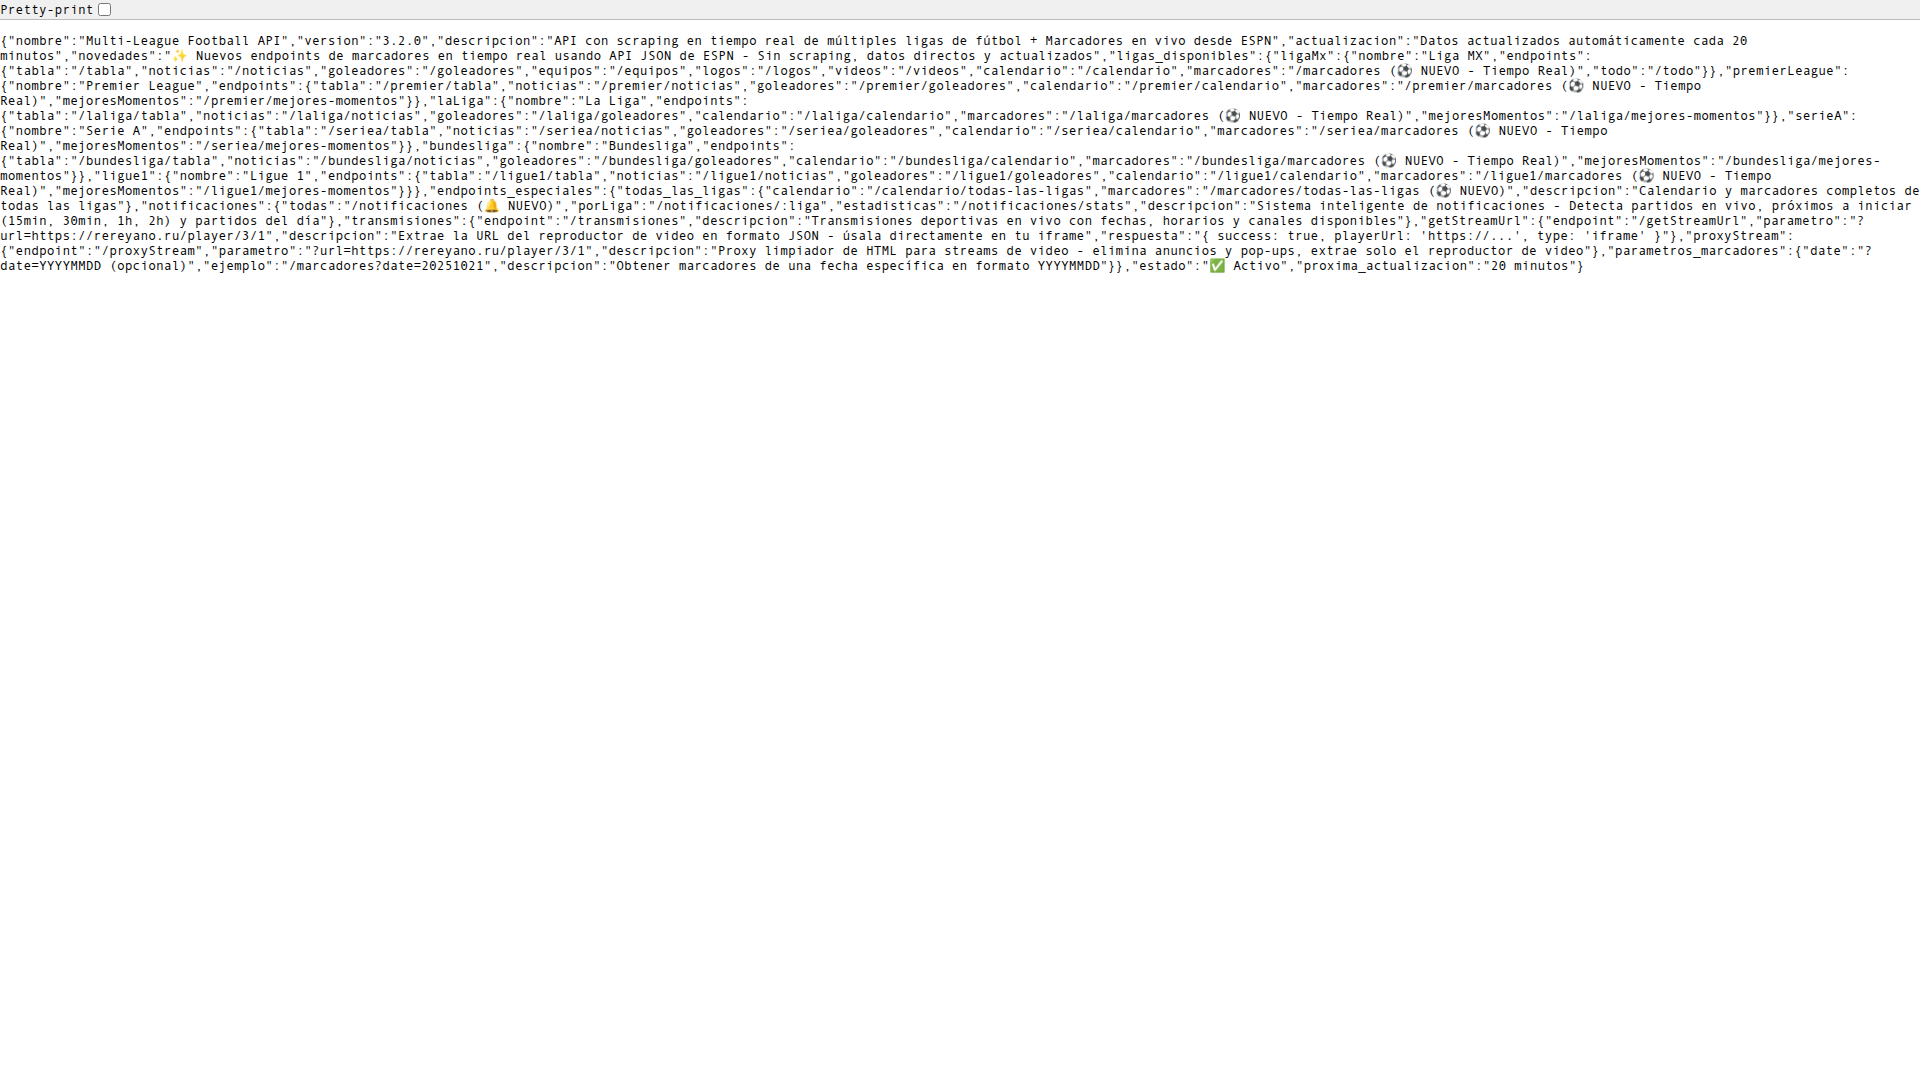 Pretty-print
{"nombre":"Multi-League Football API","version":"3.2.0","descripcion":"API con scraping en tiempo real de múltiples ligas de fútbol + Marcadores en vivo desde ESPN","actualizacion":"Datos actualizados automáticamente cada 20
minutos","novedades":"✨ Nuevos endpoints de marcadores en tiempo real usando API JSON de ESPN - Sin scraping, datos directos y actualizados","ligas_disponibles":{"ligaMx":{"nombre":"Liga MX","endpoints":
{"tabla":"/tabla","noticias":"/noticias","goleadores":"/goleadores","equipos":"/equipos","logos":"/logos","videos":"/videos","calendario":"/calendario","marcadores":"/marcadores (⚽ NUEVO - Tiempo Real)","todo":"/todo"}},"premierLeague":
{"nombre":"Premier League","endpoints":{"tabla":"/premier/tabla","noticias":"/premier/noticias","goleadores":"/premier/goleadores","calendario":"/premier/calendario","marcadores":"/premier/marcadores (⚽ NUEVO - Tiempo
Real)","mejoresMomentos":"/premier/mejores-momentos"}},"laLiga":{"nombre":"La Liga","endpoints":
{"tabla":"/laliga/tabla","noticias":"/laliga/noticias","goleadores":"/laliga/goleadores","calendario":"/laliga/calendario","marcadores":"/laliga/marcadores (⚽ NUEVO - Tiempo Real)","mejoresMomentos":"/laliga/mejores-momentos"}},"serieA":
{"nombre":"Serie A","endpoints":{"tabla":"/seriea/tabla","noticias":"/seriea/noticias","goleadores":"/seriea/goleadores","calendario":"/seriea/calendario","marcadores":"/seriea/marcadores (⚽ NUEVO - Tiempo
Real)","mejoresMomentos":"/seriea/mejores-momentos"}},"bundesliga":{"nombre":"Bundesliga","endpoints":
{"tabla":"/bundesliga/tabla","noticias":"/bundesliga/noticias","goleadores":"/bundesliga/goleadores","calendario":"/bundesliga/calendario","marcadores":"/bundesliga/marcadores (⚽ NUEVO - Tiempo Real)","mejoresMomentos":"/bundesliga/mejores-
momentos"}},"ligue1":{"nombre":"Ligue 1","endpoints":{"tabla":"/ligue1/tabla","noticias":"/ligue1/noticias","goleadores":"/ligue1/goleadores","calendario":"/ligue1/calendario","marcadores":"/ligue1/marcadores (⚽ NUEVO - Tiempo
Real)","mejoresMomentos":"/ligue1/mejores-momentos"}}},"endpoints_especiales":{"todas_las_ligas":{"calendario":"/calendario/todas-las-ligas","marcadores":"/marcadores/todas-las-ligas (⚽ NUEVO)","descripcion":"Calendario y marcadores completos de
todas las ligas"},"notificaciones":{"todas":"/notificaciones (🔔 NUEVO)","porLiga":"/notificaciones/:liga","estadisticas":"/notificaciones/stats","descripcion":"Sistema inteligente de notificaciones - Detecta partidos en vivo, próximos a iniciar
(15min, 30min, 1h, 2h) y partidos del día"},"transmisiones":{"endpoint":"/transmisiones","descripcion":"Transmisiones deportivas en vivo con fechas, horarios y canales disponibles"},"getStreamUrl":{"endpoint":"/getStreamUrl","parametro":"?
url=https://rereyano.ru/player/3/1","descripcion":"Extrae la URL del reproductor de video en formato JSON - úsala directamente en tu iframe","respuesta":"{ success: true, playerUrl: 'https://...', type: 'iframe' }"},"proxyStream":
{"endpoint":"/proxyStream","parametro":"?url=https://rereyano.ru/player/3/1","descripcion":"Proxy limpiador de HTML para streams de video - elimina anuncios y pop-ups, extrae solo el reproductor de video"},"parametros_marcadores":{"date":"?
date=YYYYMMDD (opcional)","ejemplo":"/marcadores?date=20251021","descripcion":"Obtener marcadores de una fecha específica en formato YYYYMMDD"}},"estado":"✅ Activo","proxima_actualizacion":"20 minutos"}